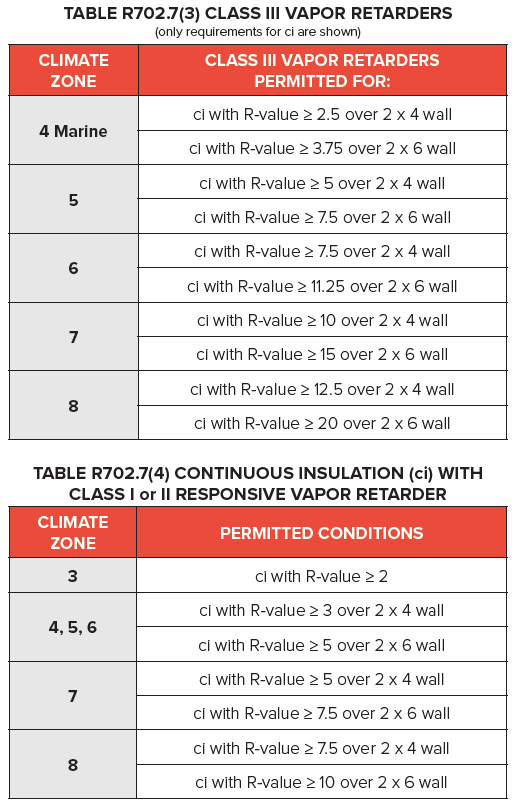 TABLE R702.7(3) CLASS III VAPOR RETARDERS
(only requirements for ci are shown)
CLIMATE
ZONE
CLASS III VAPOR RETARDERS
PERMITTED FOR:
4 Marine
ci with R-value ≥ 2.5 over 2 x 4 wall
ci with R-value ≥ 3.75 over 2 x 6 wall
5
ci with R-value ≥ 5 over 2 x 4 wall
ci with R-value ≥ 7.5 over 2 x 6 wall
6
ci with R-value ≥ 7.5 over 2 x 4 wall
ci with R-value ≥ 11.25 over 2 x 6 wall
7
ci with R-value ≥ 10 over 2 x 4 wall
ci with R-value ≥ 15 over 2 x 6 wall
8
ci with R-value ≥ 12.5 over 2 x 4 wall
ci with R-value ≥ 20 over 2 x 6 wall
TABLE R702.7(4) CONTINUOUS INSULATION (ci) WITH
CLASS I or II RESPONSIVE VAPOR RETARDER
CLIMATE
ZONE
PERMITTED CONDITIONS
3
ci with R-value ≥ 2
4, 5, 6
ci with R-value ≥ 3 over 2 x 4 wall
ci with R-value ≥ 5 over 2 x 6 wall
7
ci with R-value ≥ 5 over 2 x 4 wall
ci with R-value ≥ 7.5 over 2 x 6 wall
8
ci with R-value ≥ 7.5 over 2 x 4 wall
ci with R-value ≥ 10 over 2 x 6 wall